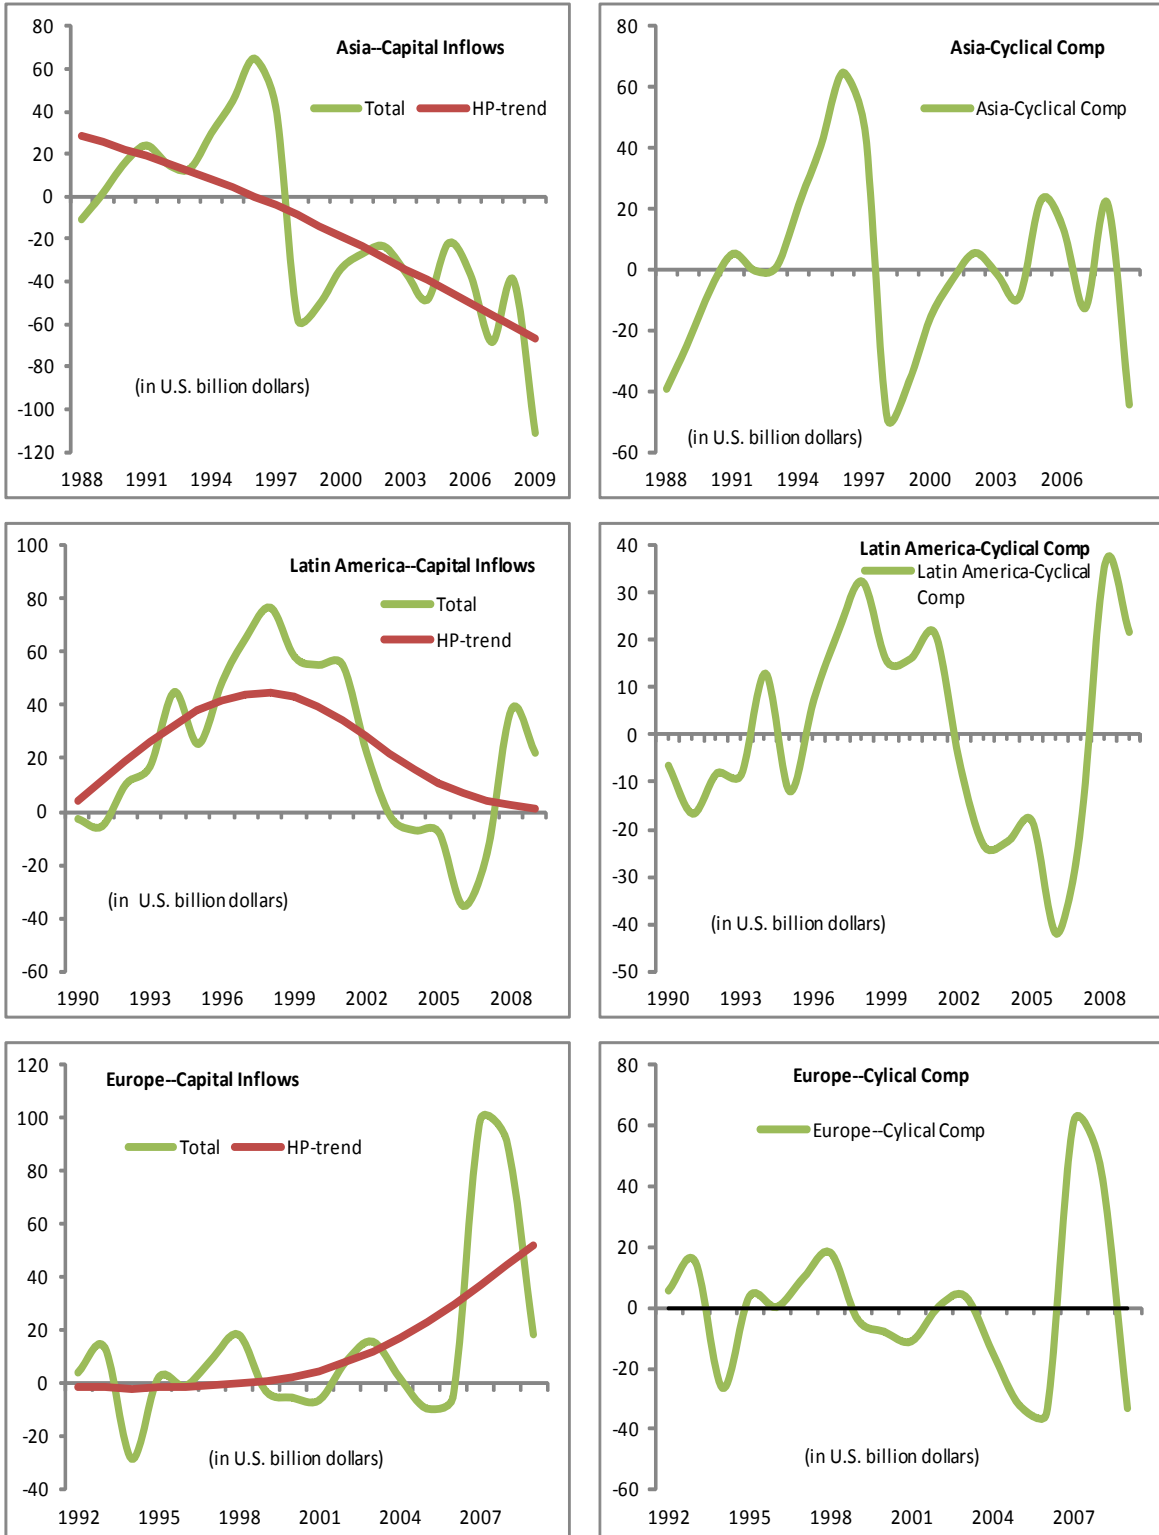 Asia--Capital Inflows
Total
HP-trend
80
60
40
20
0
-20
-40
-60
-80
-100
-120
(in U.S. billion dollars)
1988 1991 1994 1997 2000 2003 2006 2009
Asia-Cyclical Comp
Asia-Cyclical Comp
80
60
40
20
0
-20
-40
-60
(in U.S. billion dollars)
1988 1991 1994 1997 2000 2003 2006
Latin America--Capital Inflows
Total
HP-trend
100
80
60
40
20
0
-20
-40
-60
(in U.S. billion dollars)
1990 1993 1996 1999 2002 2005 2008
Latin America-Cyclical Comp
Latin America-Cyclical
Comp
40
30
20
10
0
-10
-20
-30
-40
-50
(in U.S. billion dollars)
1990 1993 1996 1999 2002 2005 2008
Europe--Capital Inflows
Total
HP-trend
120
100
80
60
40
20
0
-20
-40
(in U.S. billion dollars)
1992 1995 1998 2001 2004 2007
Europe--Cylical Comp
Europe--Cylical Comp
80
60
40
20
0
-20
-40
-60
(in U.S. billion dollars)
1992 1995 1998 2001 2004 2007